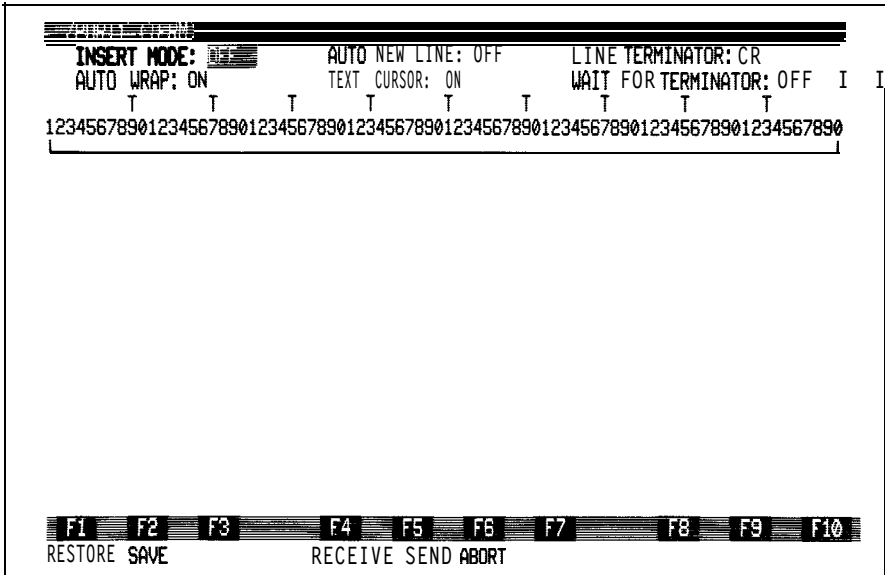 INSERT MODE: OFF AUTO NEW LINE: OFF LINE TERMINATOR: CR
AUTO WRAP: ON TEXT CURSOR: ON WAIT FOR TERMINATOR: OFF I I
T T T T T T T T T
12345678901234567890123456789012345678901234567890123456789012345678901234567890
F1 F2 F3 F4 F5 F6 F7 F8 F9 F10
RESTORE SAVE RECEIVE SEND ABORT